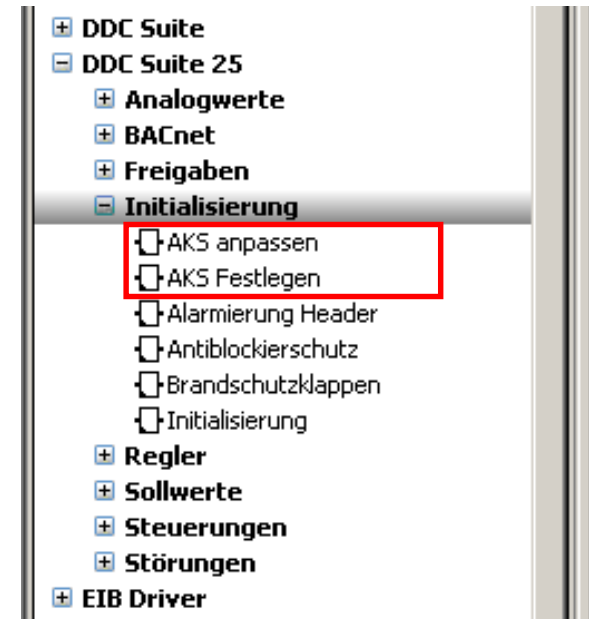 DDC Suite
DDC Suite 25
Analogwerte
BACnet
Freigaben
Initialisierung
AKS anpassen
AKS Festlegen
Alarmierung Header
Antiblockierschutz
Brandschutzklappen
Initialisierung
Regler
Sollwerte
Steuerungen
Störungen
EIB Driver